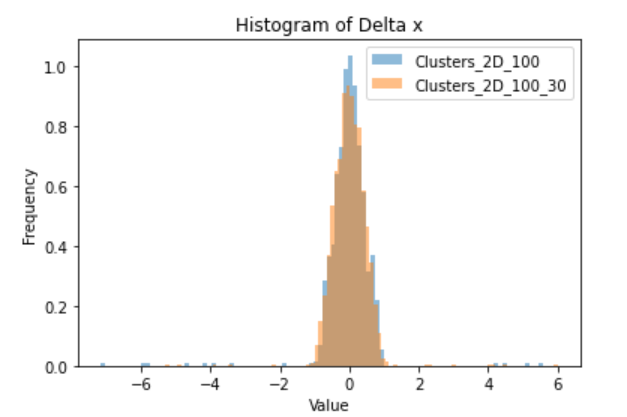 Histogram of Delta x
Clusters_2D_100
Clusters_2D_100_30
Frequency
1.0
0.8
0.6
0.4
0.2
0.0
−6 −4 −2 0 2 4 6
Value